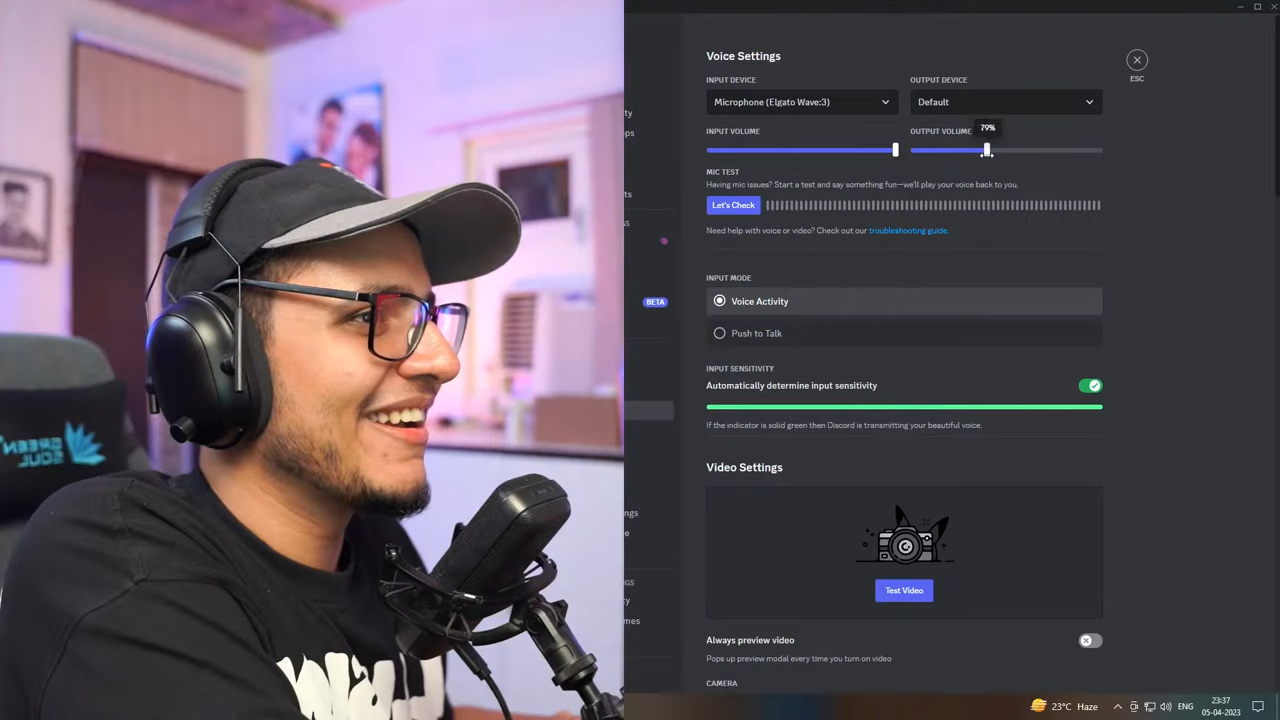 Voice Settings
ESC
INPUT DEVICE
OUTPUT DEVICE
Microphone (Elgato Wave:3)
Default
INPUT VOLUME
OUTPUT VOLUME
79%
MIC TEST
Having mic issues? Start a test and say something fun—we'll play your voice back to you.
Let's Check
Need help with voice or video? Check out our troubleshooting guide.
INPUT MODE
BETA
Voice Activity
Push to Talk
INPUT SENSITIVITY
Automatically determine input sensitivity
If the indicator is solid green then Discord is transmitting your beautiful voice.
GREEN
SOUL
Video Settings
Test Video
Always preview video
Pops up preview modal every time you turn on video
CAMERA
23°C Haze
ENG
23:37
05-04-2023